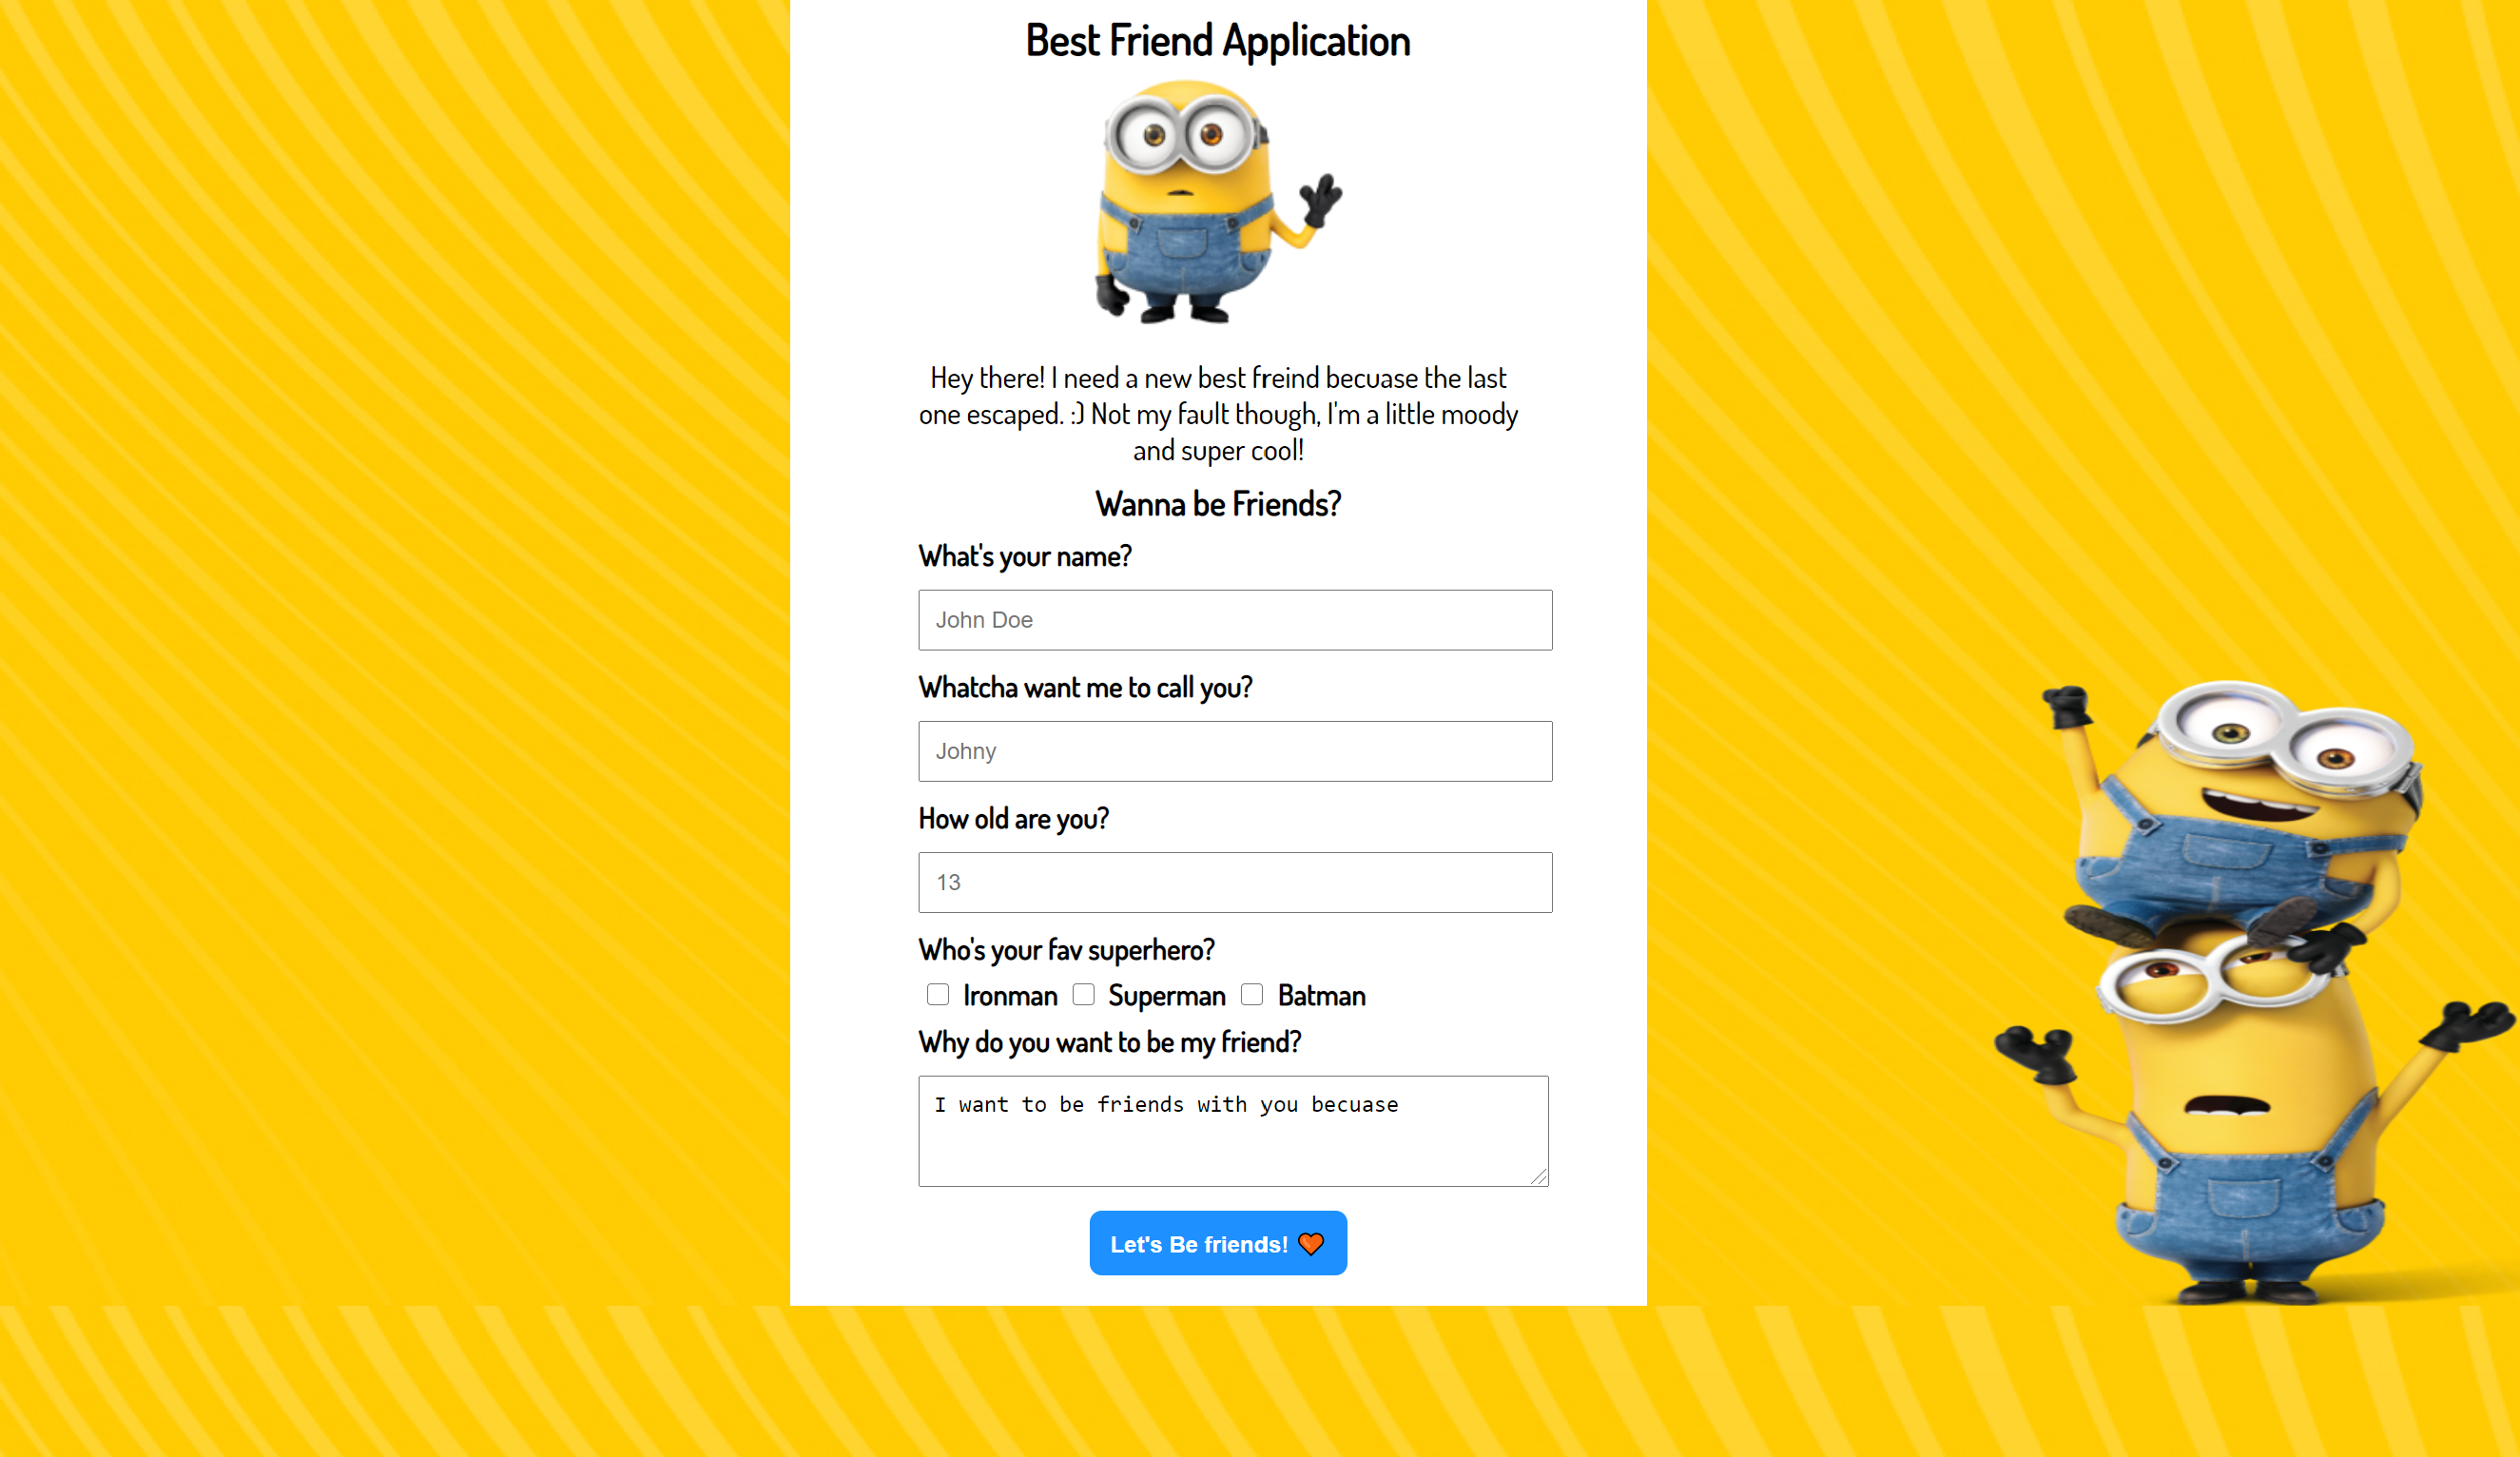 Best Friend Application
Hey there! I need a new best freind becuase the last
one escaped. :) Not my fault though, I'm a little moody
and super cool!
Wanna be Friends?
What's your name?
John Doe
Whatcha want me to call you?
Johny
How old are you?
13
Who's your fav superhero?
Ironman Superman Batman
Why do you want to be my friend?
I want to be friends with you becuase
Let's Be friends! 🧡